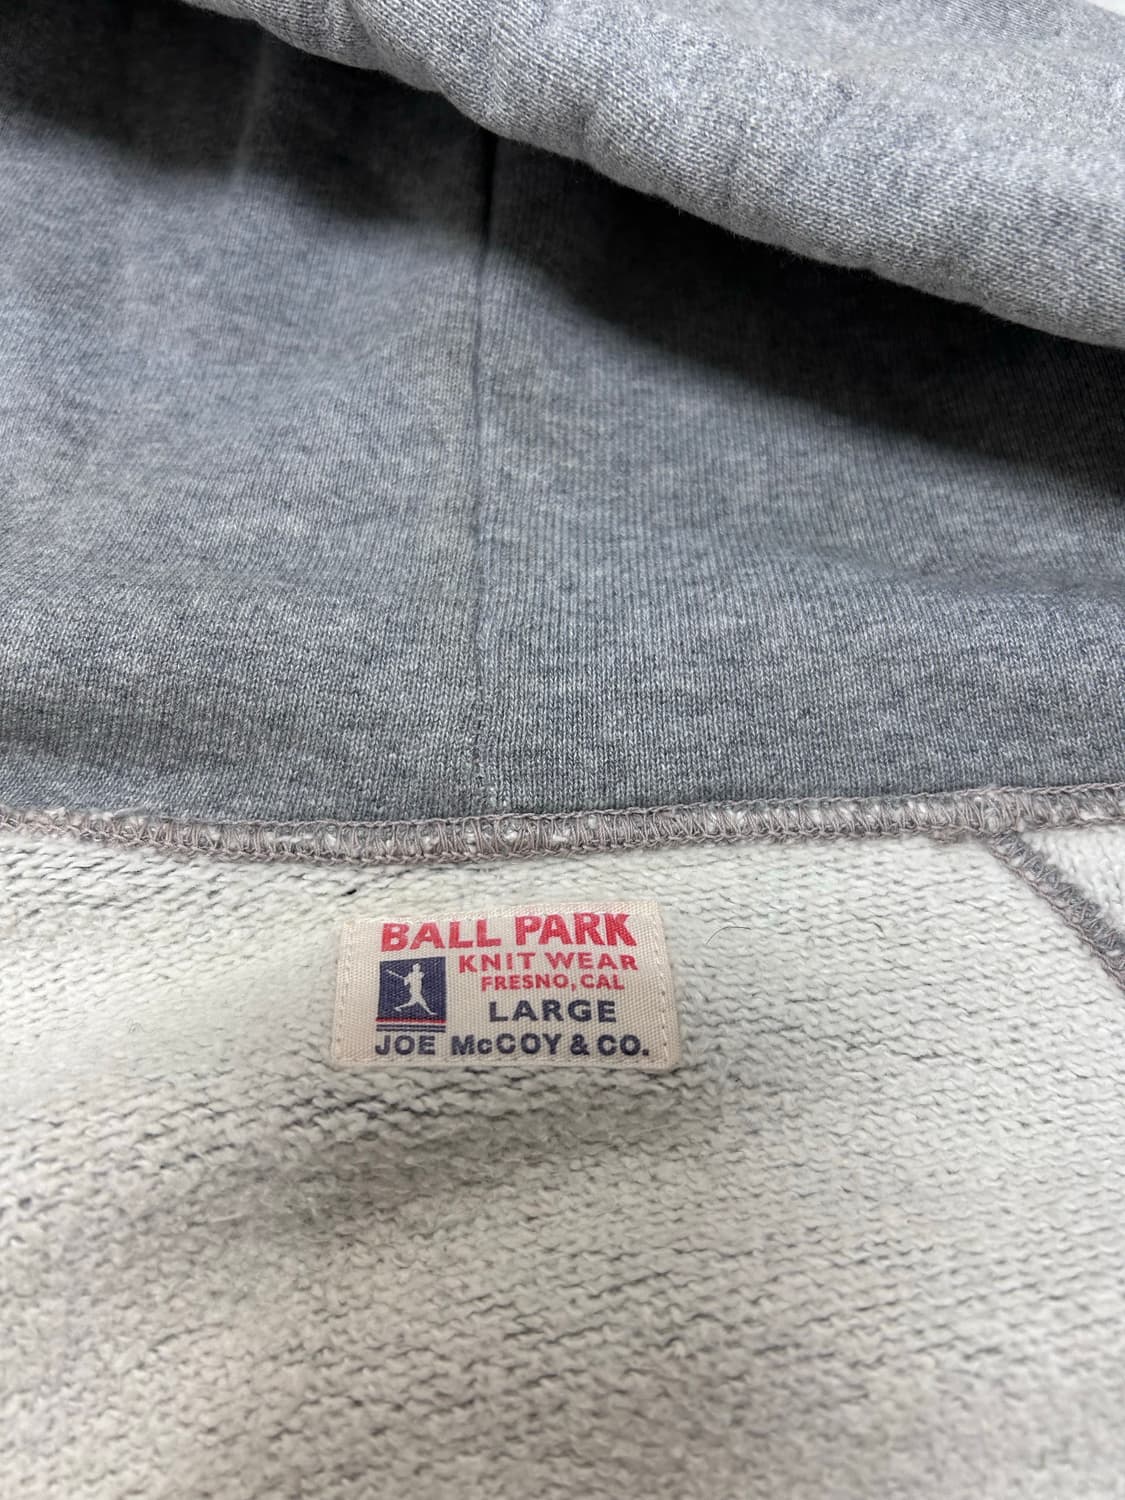 BALL PARK
KNIT WEAR
FRESNO, CAL
LARGE
JOE McCOY & CO.